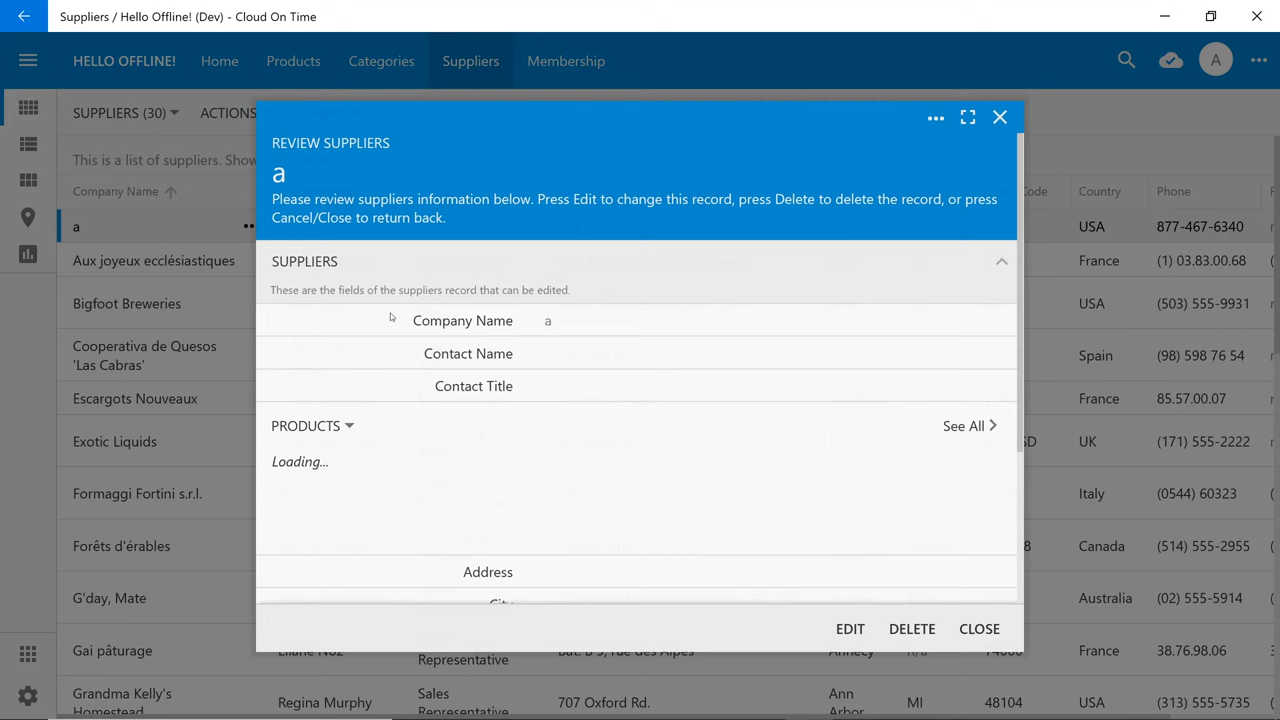 Suppliers / Hello Offline! (Dev) - Cloud On Time
HELLO OFFLINE! Home Products Categories Suppliers Membership A
SUPPLIERS (30) ACTIONS
This is a list of suppliers. Show
Company Name Code Country Phone
REVIEW SUPPLIERS
a
Please review suppliers information below. Press Edit to change this record, press Delete to delete the record, or press
Cancel/Close to return back.
SUPPLIERS
These are the fields of the suppliers record that can be edited.
Company Name a
Contact Name
Contact Title
PRODUCTS See All
Loading...
Address
City
EDIT DELETE CLOSE
a USA 877-467-6340
Aux joyeux ecclésiastiques France (1) 03.83.00.68
Bigfoot Breweries USA (503) 555-9931
Cooperativa de Quesos
'Las Cabras' Spain (98) 598 76 54
Escargots Nouveaux France 85.57.00.07
Exotic Liquids UK (171) 555-2222
Formaggi Fortini s.r.l. Italy (0544) 60323
Forêts d'érables Canada (514) 555-2955
G'day, Mate Australia (02) 555-5914
Gai pâturage France 38.76.98.06
Representative
Grandma Kelly's
Homestead Regina Murphy Sales
Representative 707 Oxford Rd. Ann
Arbor MI 48104 USA (313) 555-5735